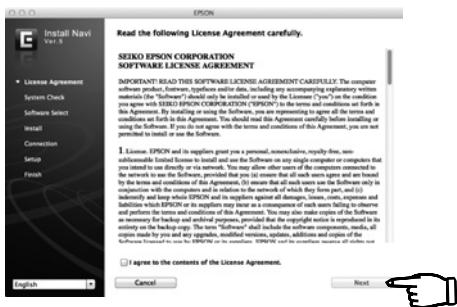 EPSON
E
Install Navi
Ver.5
License Agreement
System Check
Software Select
Install
Connection
Setup
Finish
English
Read the following License Agreement carefully.
SEIKO EPSON CORPORATION
SOFTWARE LICENSE AGREEMENT
IMPORTANT! READ THIS SOFTWARE LICENSE AGREEMENT CAREFULLY. The computer
software product, fontware, typefaces and/or data, including any accompanying explanatory written
materials (the "Software") should only be installed or used by the Licensee ("you") on the condition
you agree with SEIKO EPSON CORPORATION ("EPSON") to the terms and conditions set forth in
this Agreement. By installing or using the Software, you are representing to agree all the terms and
conditions set forth in this Agreement. You should read this Agreement carefully before installing or
using the Software. If you do not agree with the terms and conditions of this Agreement, you are not
permitted to install or use the Software.
1. License. EPSON and its suppliers grant you a personal, nonexclusive, royalty-free, non-
sublicensable limited license to install and use the Software on any single computer or computers that
you intend to use directly or via network. You may allow other users of the computers connected to
the network to use the Software, provided that you (a) ensure that all such users agree and are bound
by the terms and conditions of this Agreement, (b) ensure that all such users use the Software only in
conjunction with the computers and in relation to the network of which they form part, and (c)
indemnify and keep whole EPSON and its suppliers against all damages, losses, costs, expenses and
liabilities which EPSON or its suppliers may incur as a consequence of such users failing to observe
and perform the terms and conditions of this Agreement. You may also make copies of the Software
as necessary for backup and archival purposes, provided that the copyright notice is reproduced in its
entirety on the backup copy. The term "Software" shall include the software components, media, all
copies made by you and any upgrades, modified versions, updates, additions and copies of the
Software licensed to you by EPSON or its suppliers. EPSON and its suppliers reserve all rights not
I agree to the contents of the License Agreement.
Cancel
Next